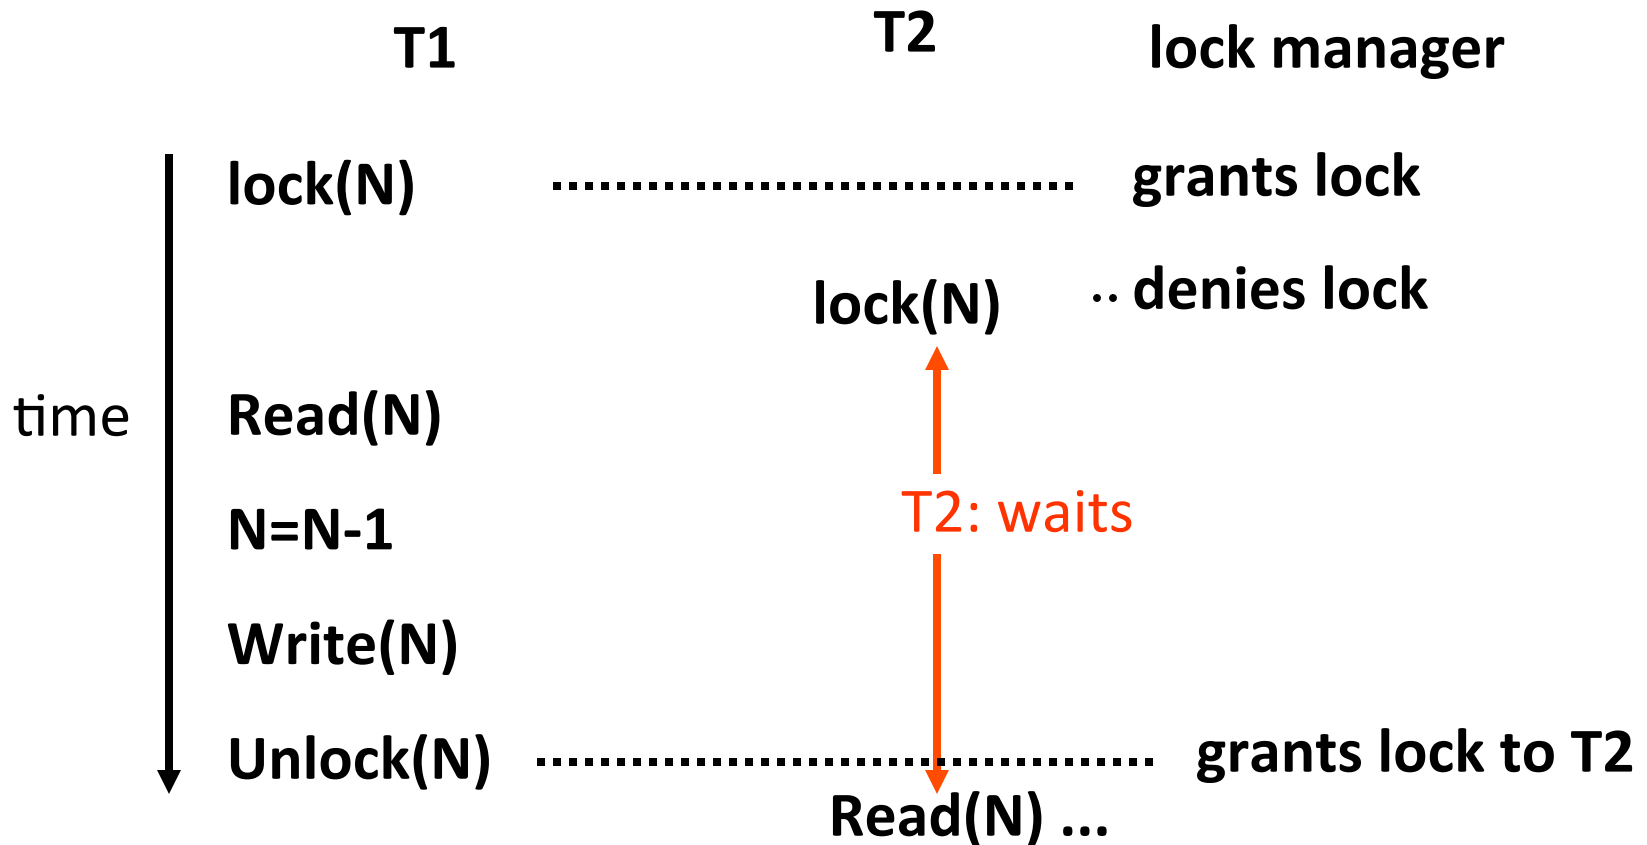 T1 T2 lock manager
lock(N) grants lock
lock(N) .. denies lock
time Read(N)
T2: waits
N=N-1
Write(N)
Unlock(N) grants lock to T2
Read(N) ...